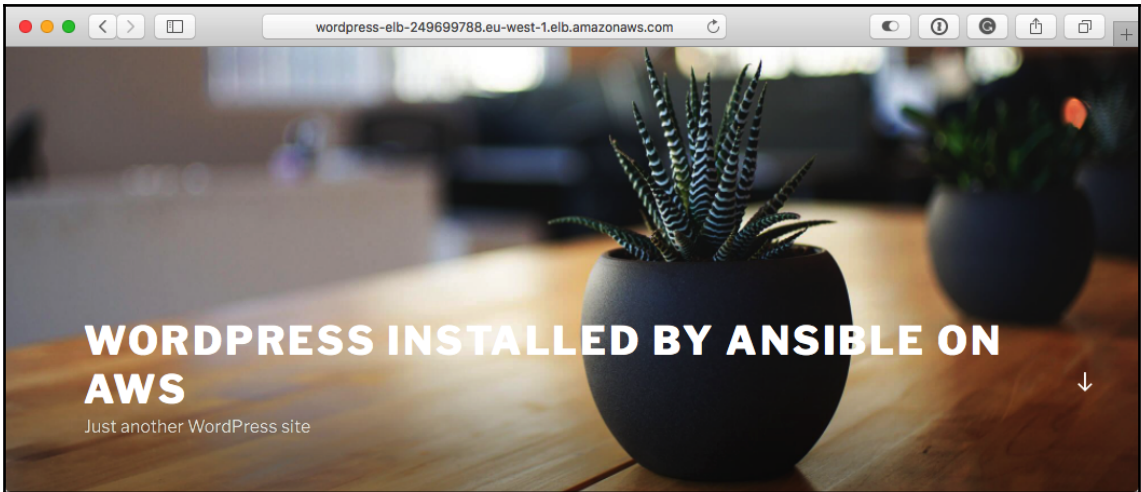 wordpress-elb-249699788.eu-west-1.elb.amazonaws.com
WORDPRESS INSTALLED BY ANSIBLE ON
AWS
Just another WordPress site